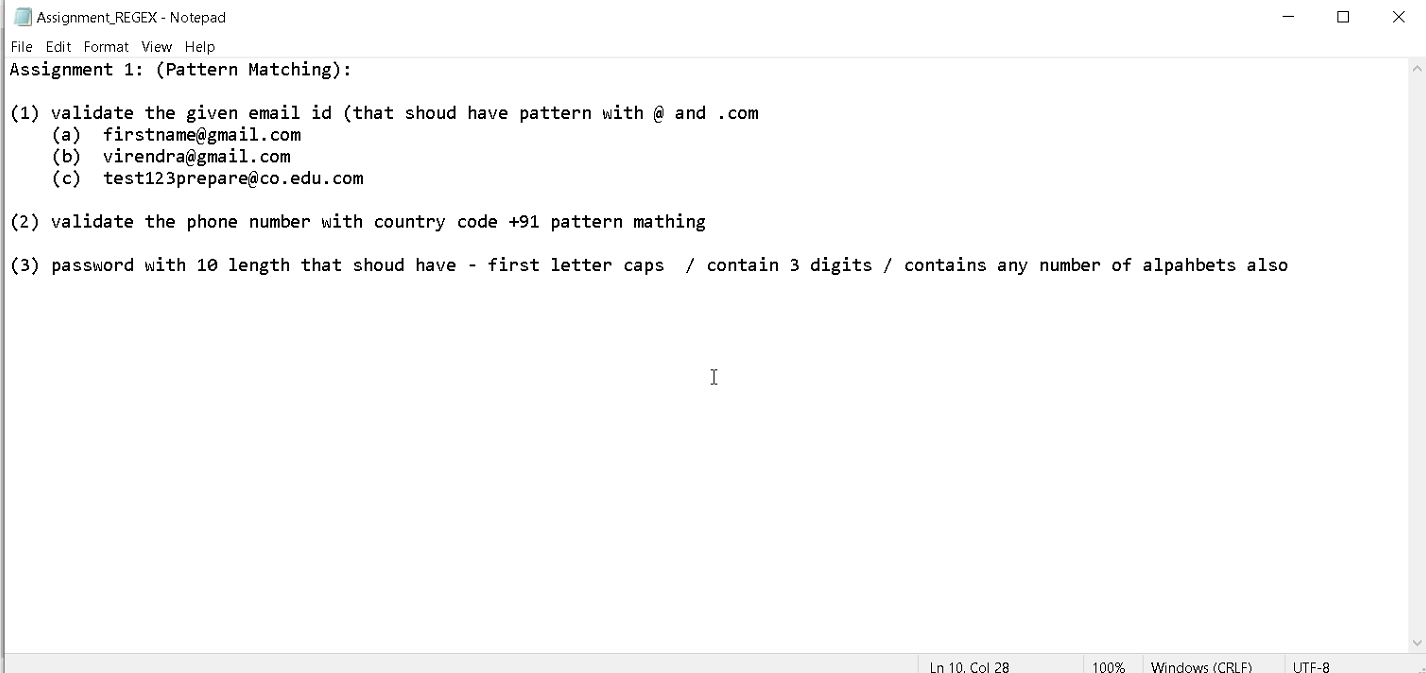 Assignment_REGEX - Notepad
File Edit Format View Help
Assignment 1: (Pattern Matching):
(1) validate the given email id (that shoud have pattern with @ and .com
(a) firstname@gmail.com
(b) virendra@gmail.com
(c) test123prepare@co.edu.com
(2) validate the phone number with country code +91 pattern mathing
(3) password with 10 length that shoud have - first letter caps / contain 3 digits / contains any number of alpahbets also
Ln 10, Col 28 100% Windows (CRLF) UTF-8